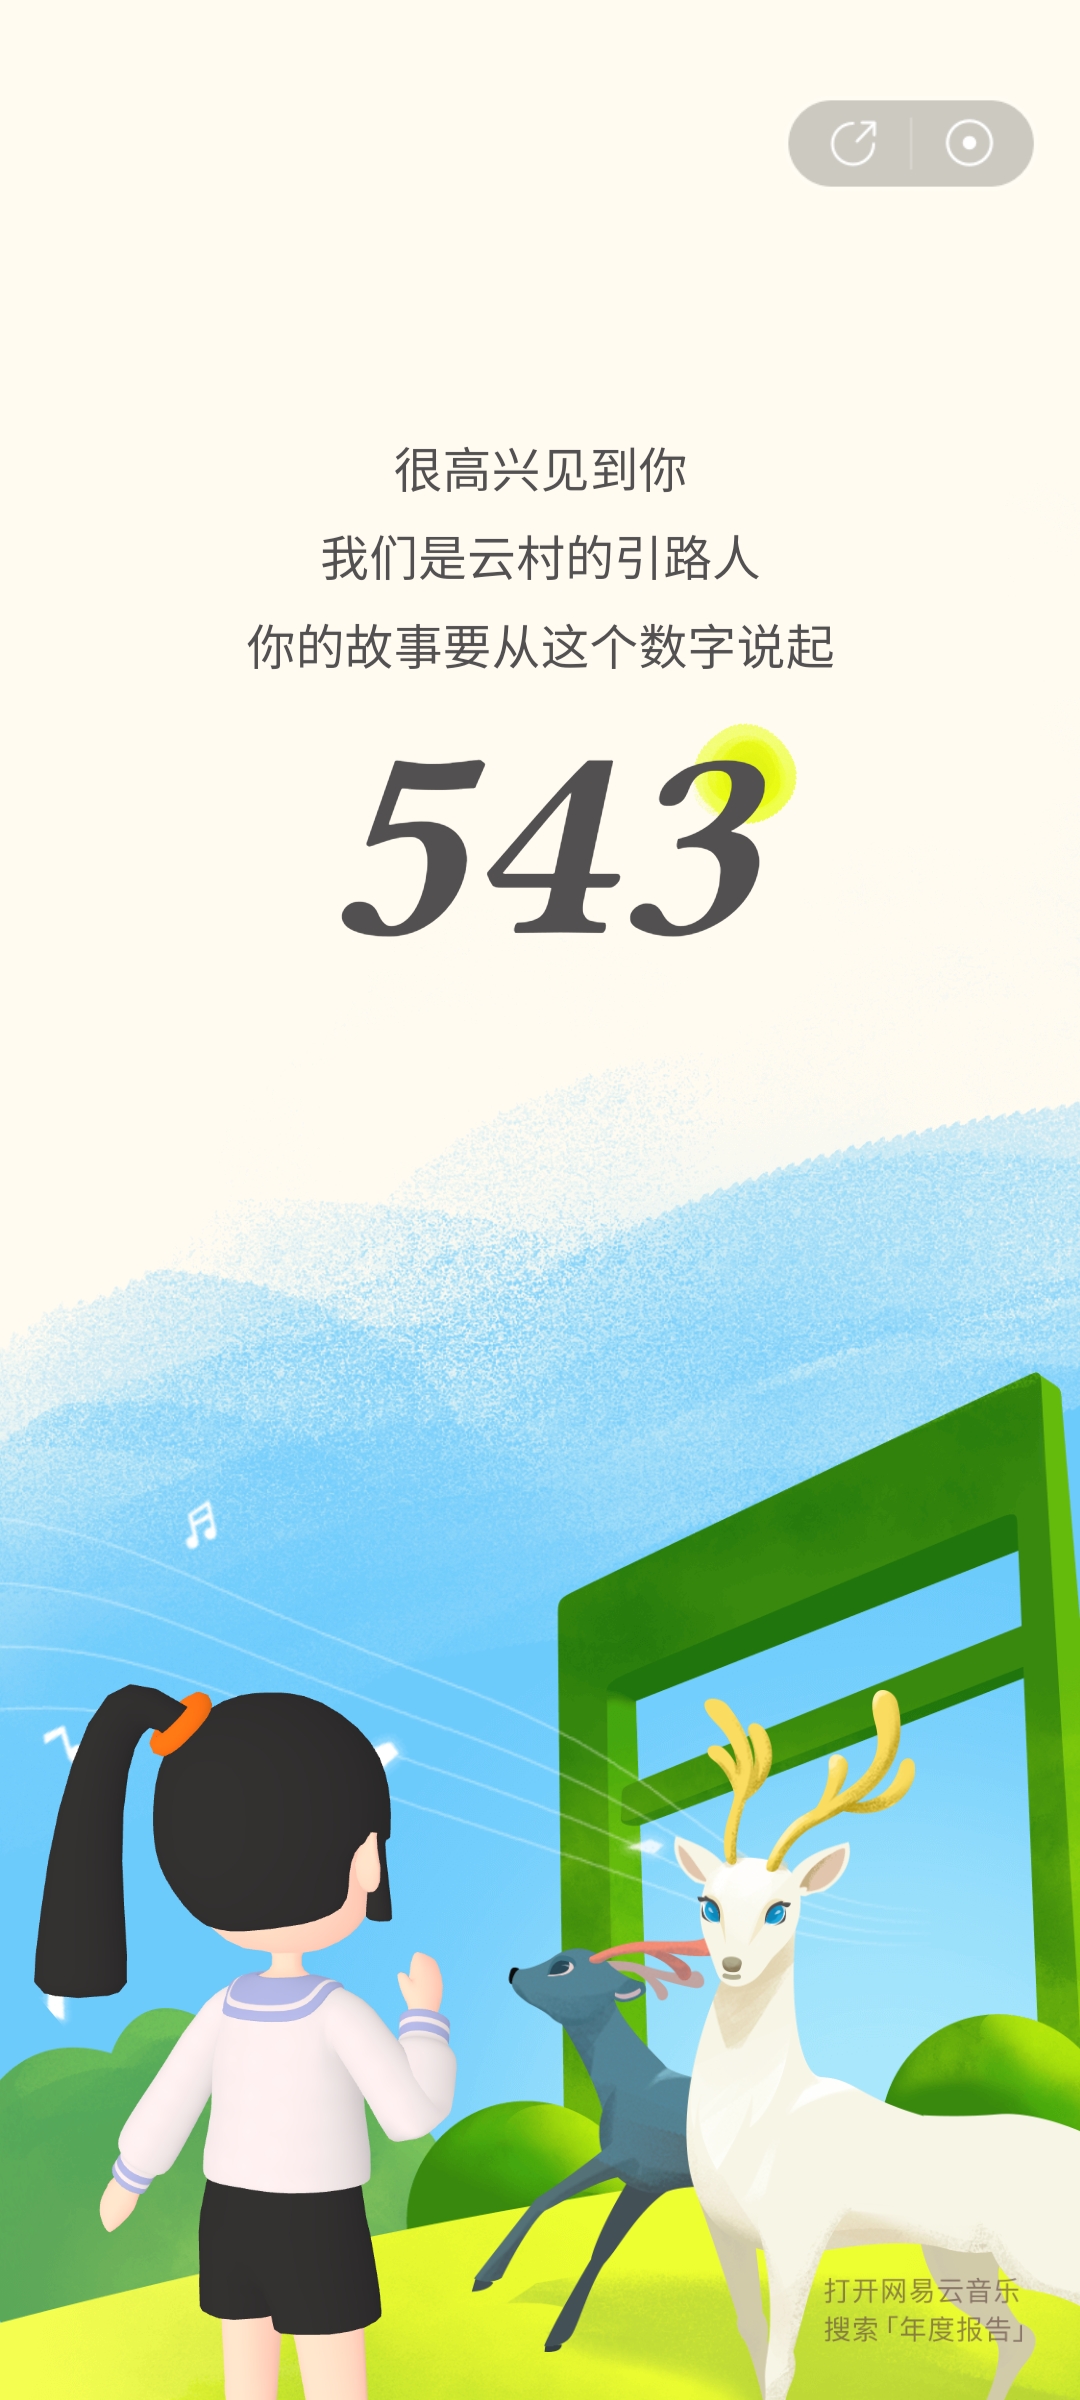 很高兴见到你
我们是云村的引路人
你的故事要从这个数字说起
543
打开网易云音乐
搜索「年度报告」